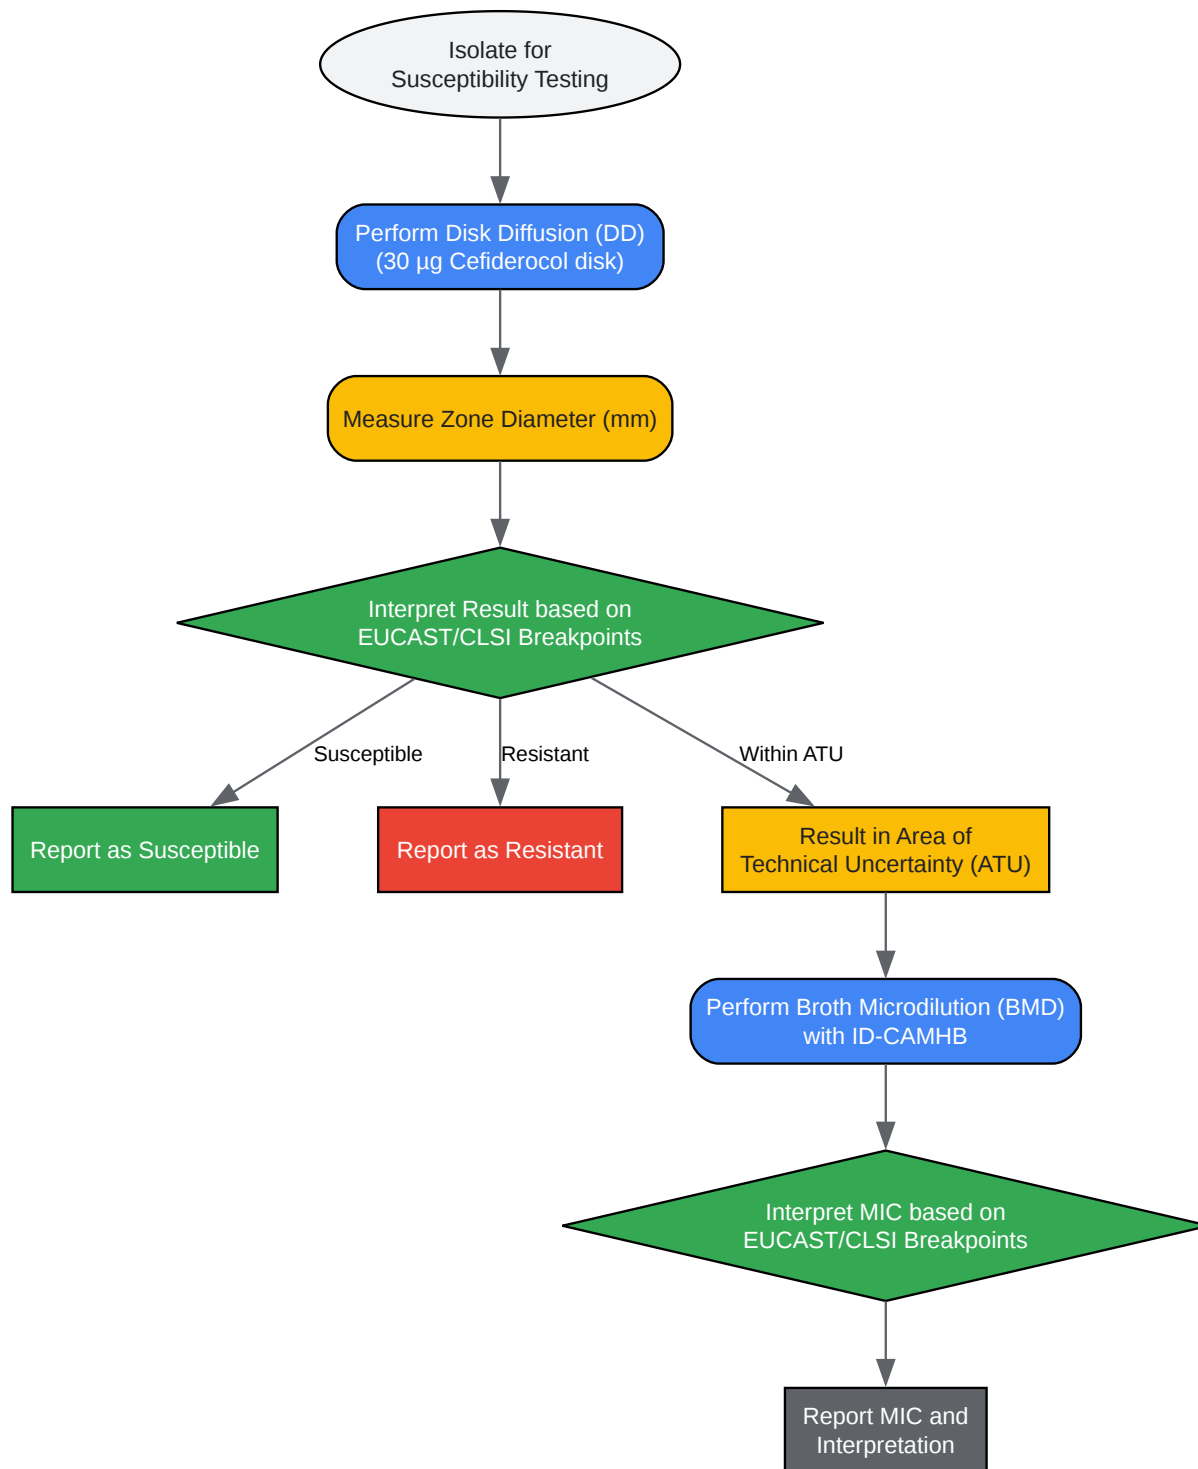 Isolate for
Susceptibility Testing
Perform Disk Diffusion (DD)
(30 µg Cefiderocol disk)
Measure Zone Diameter (mm)
Interpret Result based on
EUCAST/CLSI Breakpoints
Susceptible
Resistant
Within ATU
Report as Susceptible
Report as Resistant
Result in Area of
Technical Uncertainty (ATU)
Perform Broth Microdilution (BMD)
with ID-CAMHB
Interpret MIC based on
EUCAST/CLSI Breakpoints
Report MIC and
Interpretation